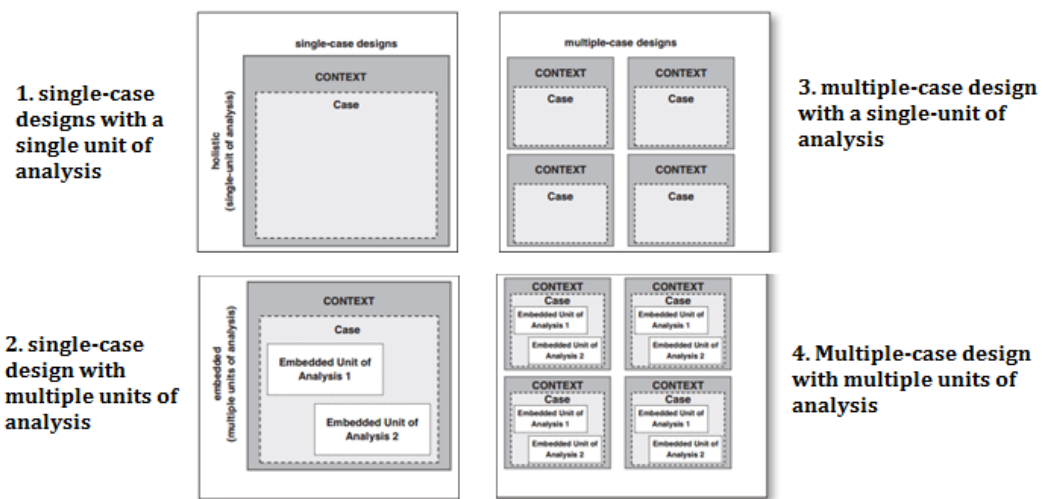 1. single-case
designs with a
single unit of
analysis
single-case designs
holistic
(single-unit of analysis)
CONTEXT
Case
multiple-case designs
CONTEXT
Case
CONTEXT
Case
CONTEXT
Case
CONTEXT
Case
3. multiple-case design
with a single-unit of
analysis
2. single-case
design with
multiple units of
analysis
embedded
(multiple units of analysis)
CONTEXT
Case
Embedded Unit of
Analysis 1
Embedded Unit of
Analysis 2
CONTEXT
Case
Embedded Unit of
Analysis 1
Embedded Unit of
Analysis 2
CONTEXT
Case
Embedded Unit of
Analysis 1
Embedded Unit of
Analysis 2
CONTEXT
Case
Embedded Unit of
Analysis 1
Embedded Unit of
Analysis 2
CONTEXT
Case
Embedded Unit of
Analysis 1
Embedded Unit of
Analysis 2
4. Multiple-case design
with multiple units of
analysis